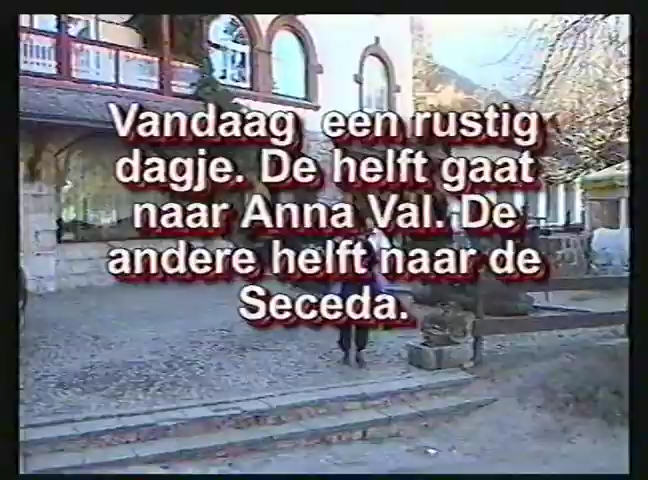 Vandaag een rustig
dagje. De helft gaat
naar Anna Val. De
andere helft naar de
Seceda.